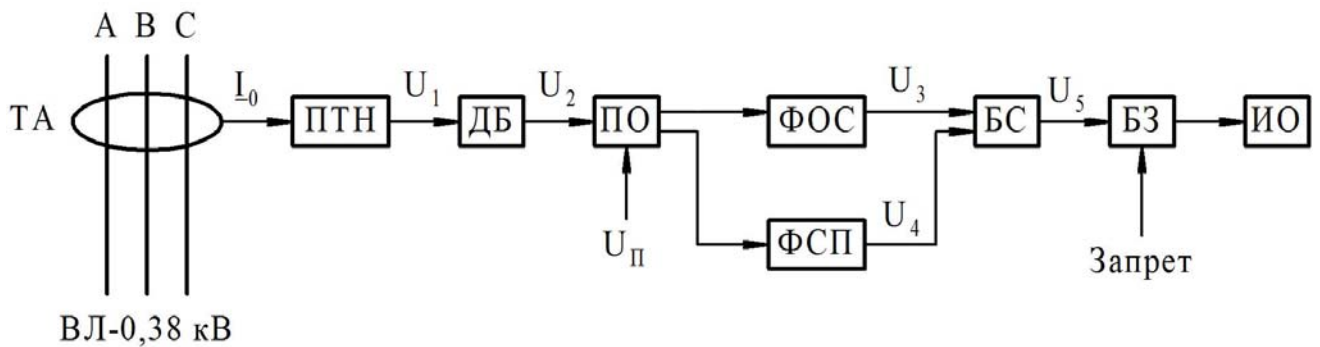 А В С
ТА
I₀
ПТН
U₁
ДБ
U₂
ПО
U_П
ФОС
U₃
ФСП
U₄
БС
U₅
БЗ
Запрет
ИО
ВЛ-0,38 кВ